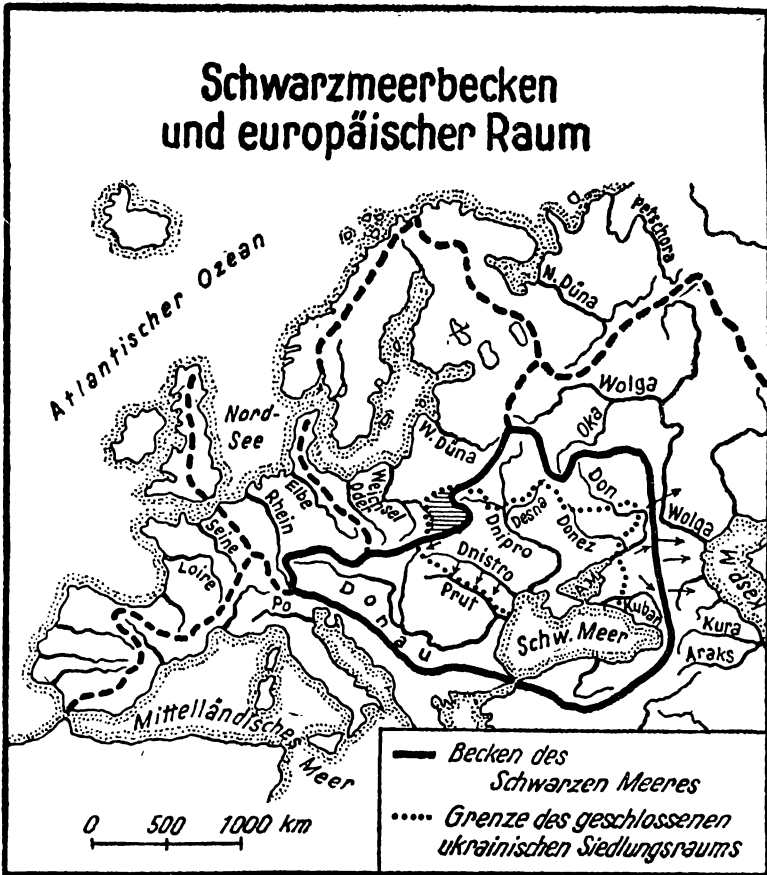 Schwarzmeerbecken
und europäischer Raum
Atlantischer Ozean
Petschora
N. Düna
Wolga
Oka
Nord-
See
W. Düna
Weichsel
Oder
Elbe
Rhein
Seine
Loire
Po
Donau
Don
Desna
Donez
Dnipro
Dnistro
Prut
A.M.
Kuban
Wolga
Kasp. M.
Kura
Araks
Schw. Meer
Mittelländisches Meer
Becken des
Schwarzen Meeres
Grenze des geschlossenen
ukrainischen Siedlungsraums
0 500 1000 km